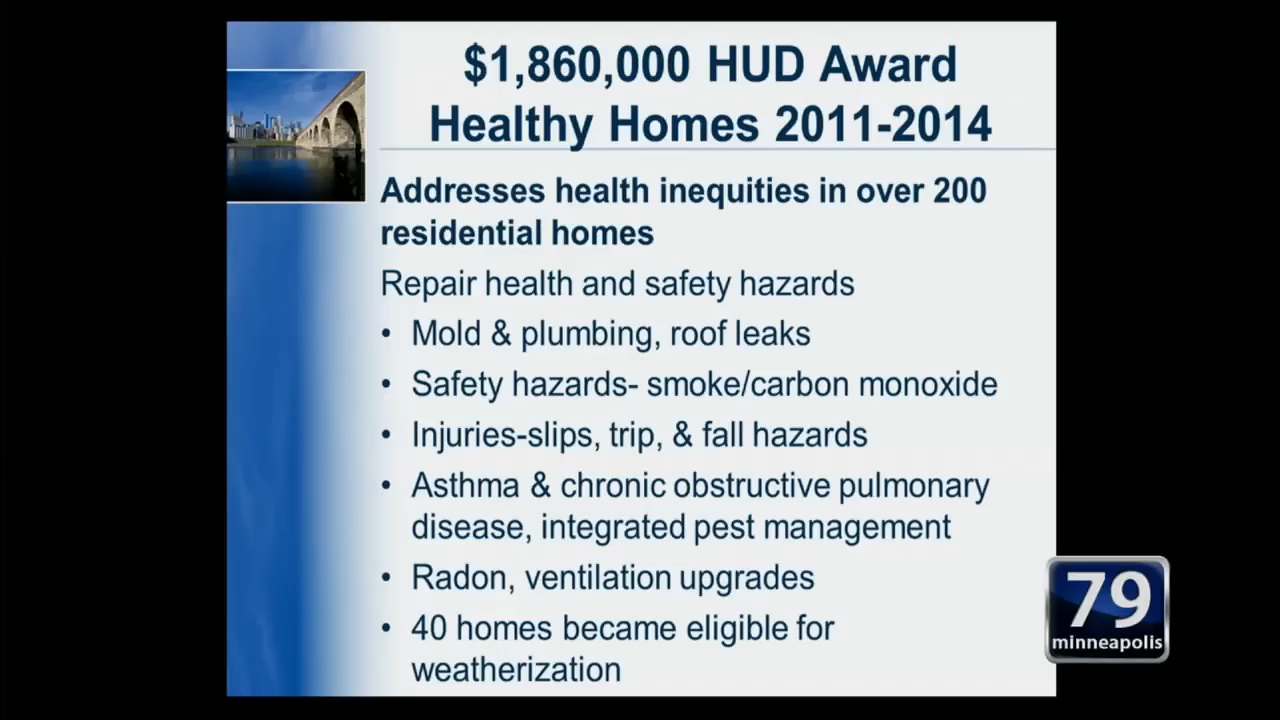 $1,860,000 HUD Award
Healthy Homes 2011-2014
Addresses health inequities in over 200
residential homes
Repair health and safety hazards
• Mold & plumbing, roof leaks
• Safety hazards- smoke/carbon monoxide
• Injuries-slips, trip, & fall hazards
• Asthma & chronic obstructive pulmonary
disease, integrated pest management
• Radon, ventilation upgrades
• 40 homes became eligible for
weatherization
79
minneapolis